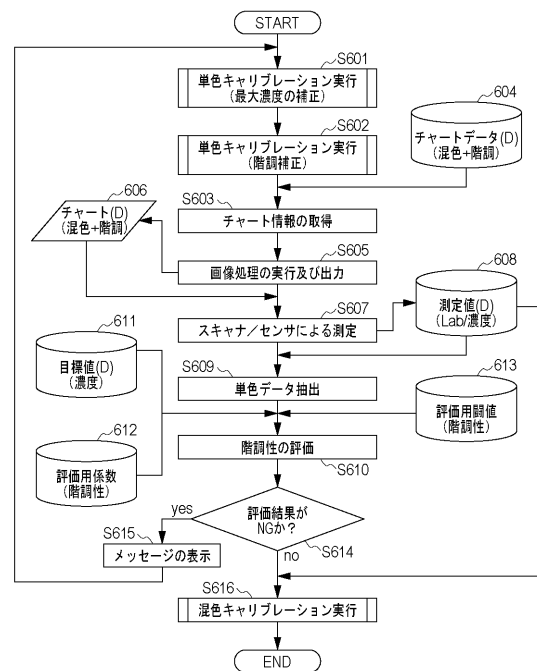 START
S601
単色キャリブレーション実行
(最大濃度の補正)
S602
単色キャリブレーション実行
(階調補正)
604
チャートデータ(D)
(混色+階調)
606
チャート(D)
(混色+階調)
S603
チャート情報の取得
S605
画像処理の実行及び出力
608
測定値(D)
(Lab/濃度)
S607
スキャナ/センサによる測定
611
目標値(D)
(濃度)
S609
単色データ抽出
613
評価用閾値
(階調性)
612
評価用係数
(階調性)
階調性の評価
S610
評価結果が
NGか?
yes
S614
no
S615
メッセージの表示
S616
混色キャリブレーション実行
END